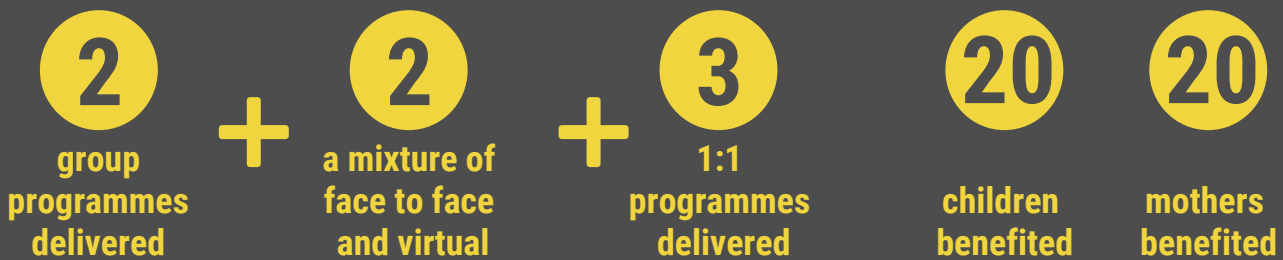 2
group
programmes
delivered
+
2
a mixture of
face to face
and virtual
+
3
1:1
programmes
delivered
20
children
benefited
20
mothers
benefited